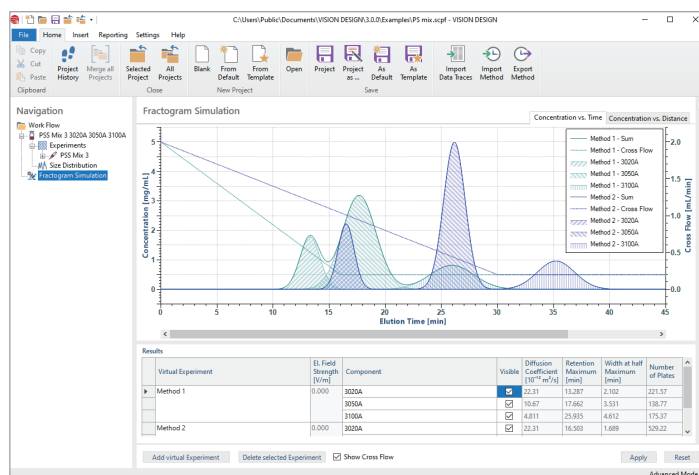 C:\Users\Public\Documents\VISION DESIGN\3.0.0\Examples\PS mix.scpf - VISION DESIGN
File Home Insert Reporting Settings Help
Copy
Cut
Paste
Project History
Merge all Projects
Selected Project
All Projects
Blank
From Default
From Template
Open
Project
Project as ...
As Default
As Template
Import Data Traces
Import Method
Export Method
Clipboard Close New Project Save
Navigation
Work Flow
PSS Mix 3 3020A 3050A 3100A
Experiments
PSS Mix 3
Size Distribution
Fractogram Simulation
Fractogram Simulation
Concentration vs. Time Concentration vs. Distance
Concentration [mg/mL]
5
4
3
2
1
0
Method 1 - Sum
Method 1 - Cross Flow
Method 1 - 3020A
Method 1 - 3050A
Method 1 - 3100A
Method 2 - Sum
Method 2 - Cross Flow
Method 2 - 3020A
Method 2 - 3050A
Method 2 - 3100A
2.0
1.5
1.0
0.5
0.0
Cross Flow [mL/min]
0 5 10 15 20 25 30 35 40 45
Elution Time [min]
Results
Virtual Experiment El. Field Strength [V/m] Component Visible Diffusion Coefficient [10⁻¹² m²/s] Retention Maximum [min] Width at half Maximum [min] Number of Plates
Method 1 0.000 3020A 22.31 13.287 2.102 221.57
3050A 10.67 17.662 3.531 138.77
3100A 4.811 25.935 4.612 175.37
Method 2 0.000 3020A 22.31 16.503 1.689 529.22
Add virtual Experiment Delete selected Experiment Show Cross Flow Apply Reset
Advanced Mode